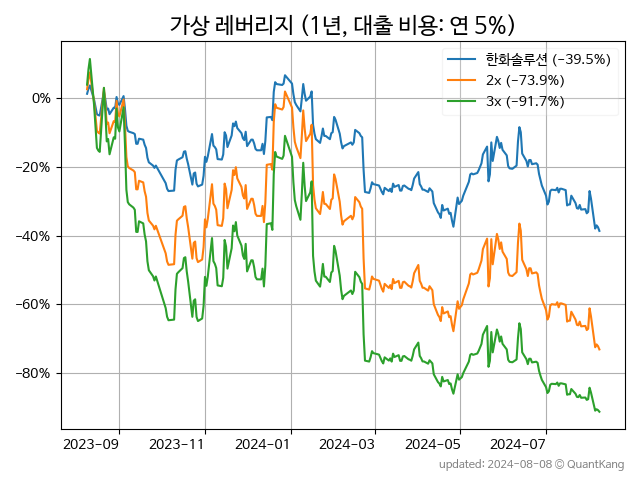 가상 레버리지 (1년, 대출 비용: 연 5%)
한화솔루션 (−39.5%)
2x (−73.9%)
3x (−91.7%)
0%
−20%
−40%
−60%
−80%
2023-09 2023-11 2024-01 2024-03 2024-05 2024-07
updated: 2024-08-08 © QuantKang